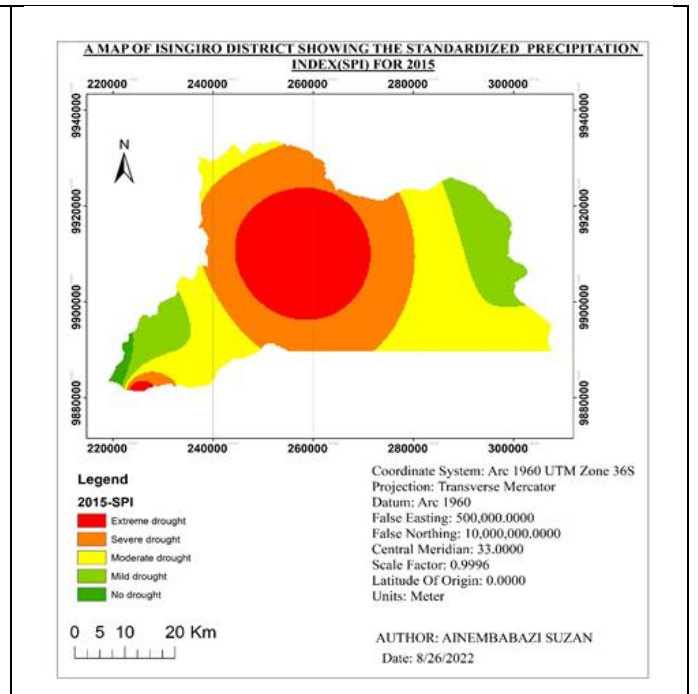 A MAP OF ISINGIRO DISTRICT SHOWING THE STANDARDIZED PRECIPITATION
INDEX(SPI) FOR 2015
220000 240000 260000 280000 300000
9940000 9940000
N
9920000 9920000
9900000 9900000
9880000 9880000
220000 240000 260000 280000 300000
Legend
2015-SPI
Extreme drought
Severe drought
Moderate drought
Mild drought
No drought
0 5 10 20 Km
Coordinate System: Arc 1960 UTM Zone 36S
Projection: Transverse Mercator
Datum: Arc 1960
False Easting: 500,000.0000
False Northing: 10,000,000.0000
Central Meridian: 33.0000
Scale Factor: 0.9996
Latitude Of Origin: 0.0000
Units: Meter
AUTHOR: AINEMBABAZI SUZAN
Date: 8/26/2022